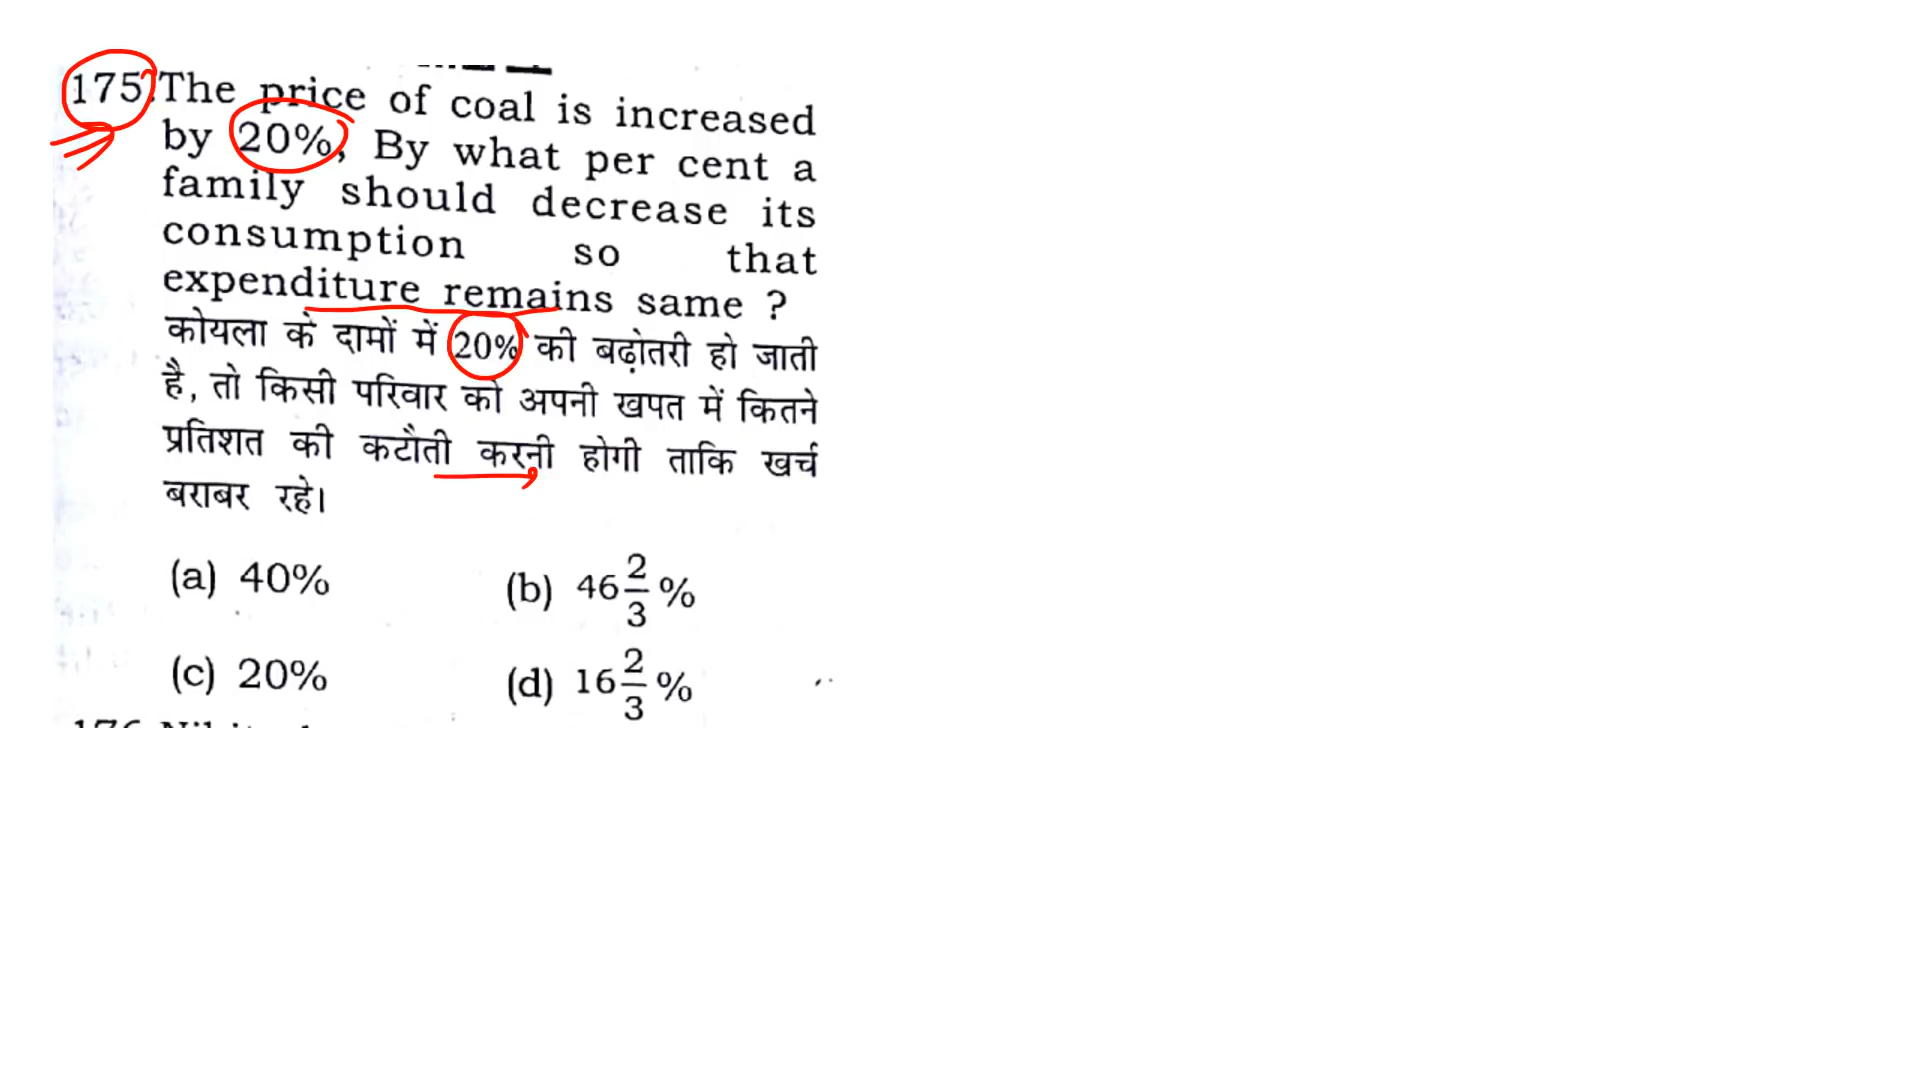 175. The price of coal is increased
by 20%, By what per cent a
family should decrease its
consumption so that
expenditure remains same ?
कोयला के दामों में 20% की बढ़ोतरी हो जाती
है, तो किसी परिवार को अपनी खपत में कितने
प्रतिशत की कटौती करनी होगी ताकि खर्च
बराबर रहे।
(a) 40% (b) 46 2/3 %
(c) 20% (d) 16 2/3 %